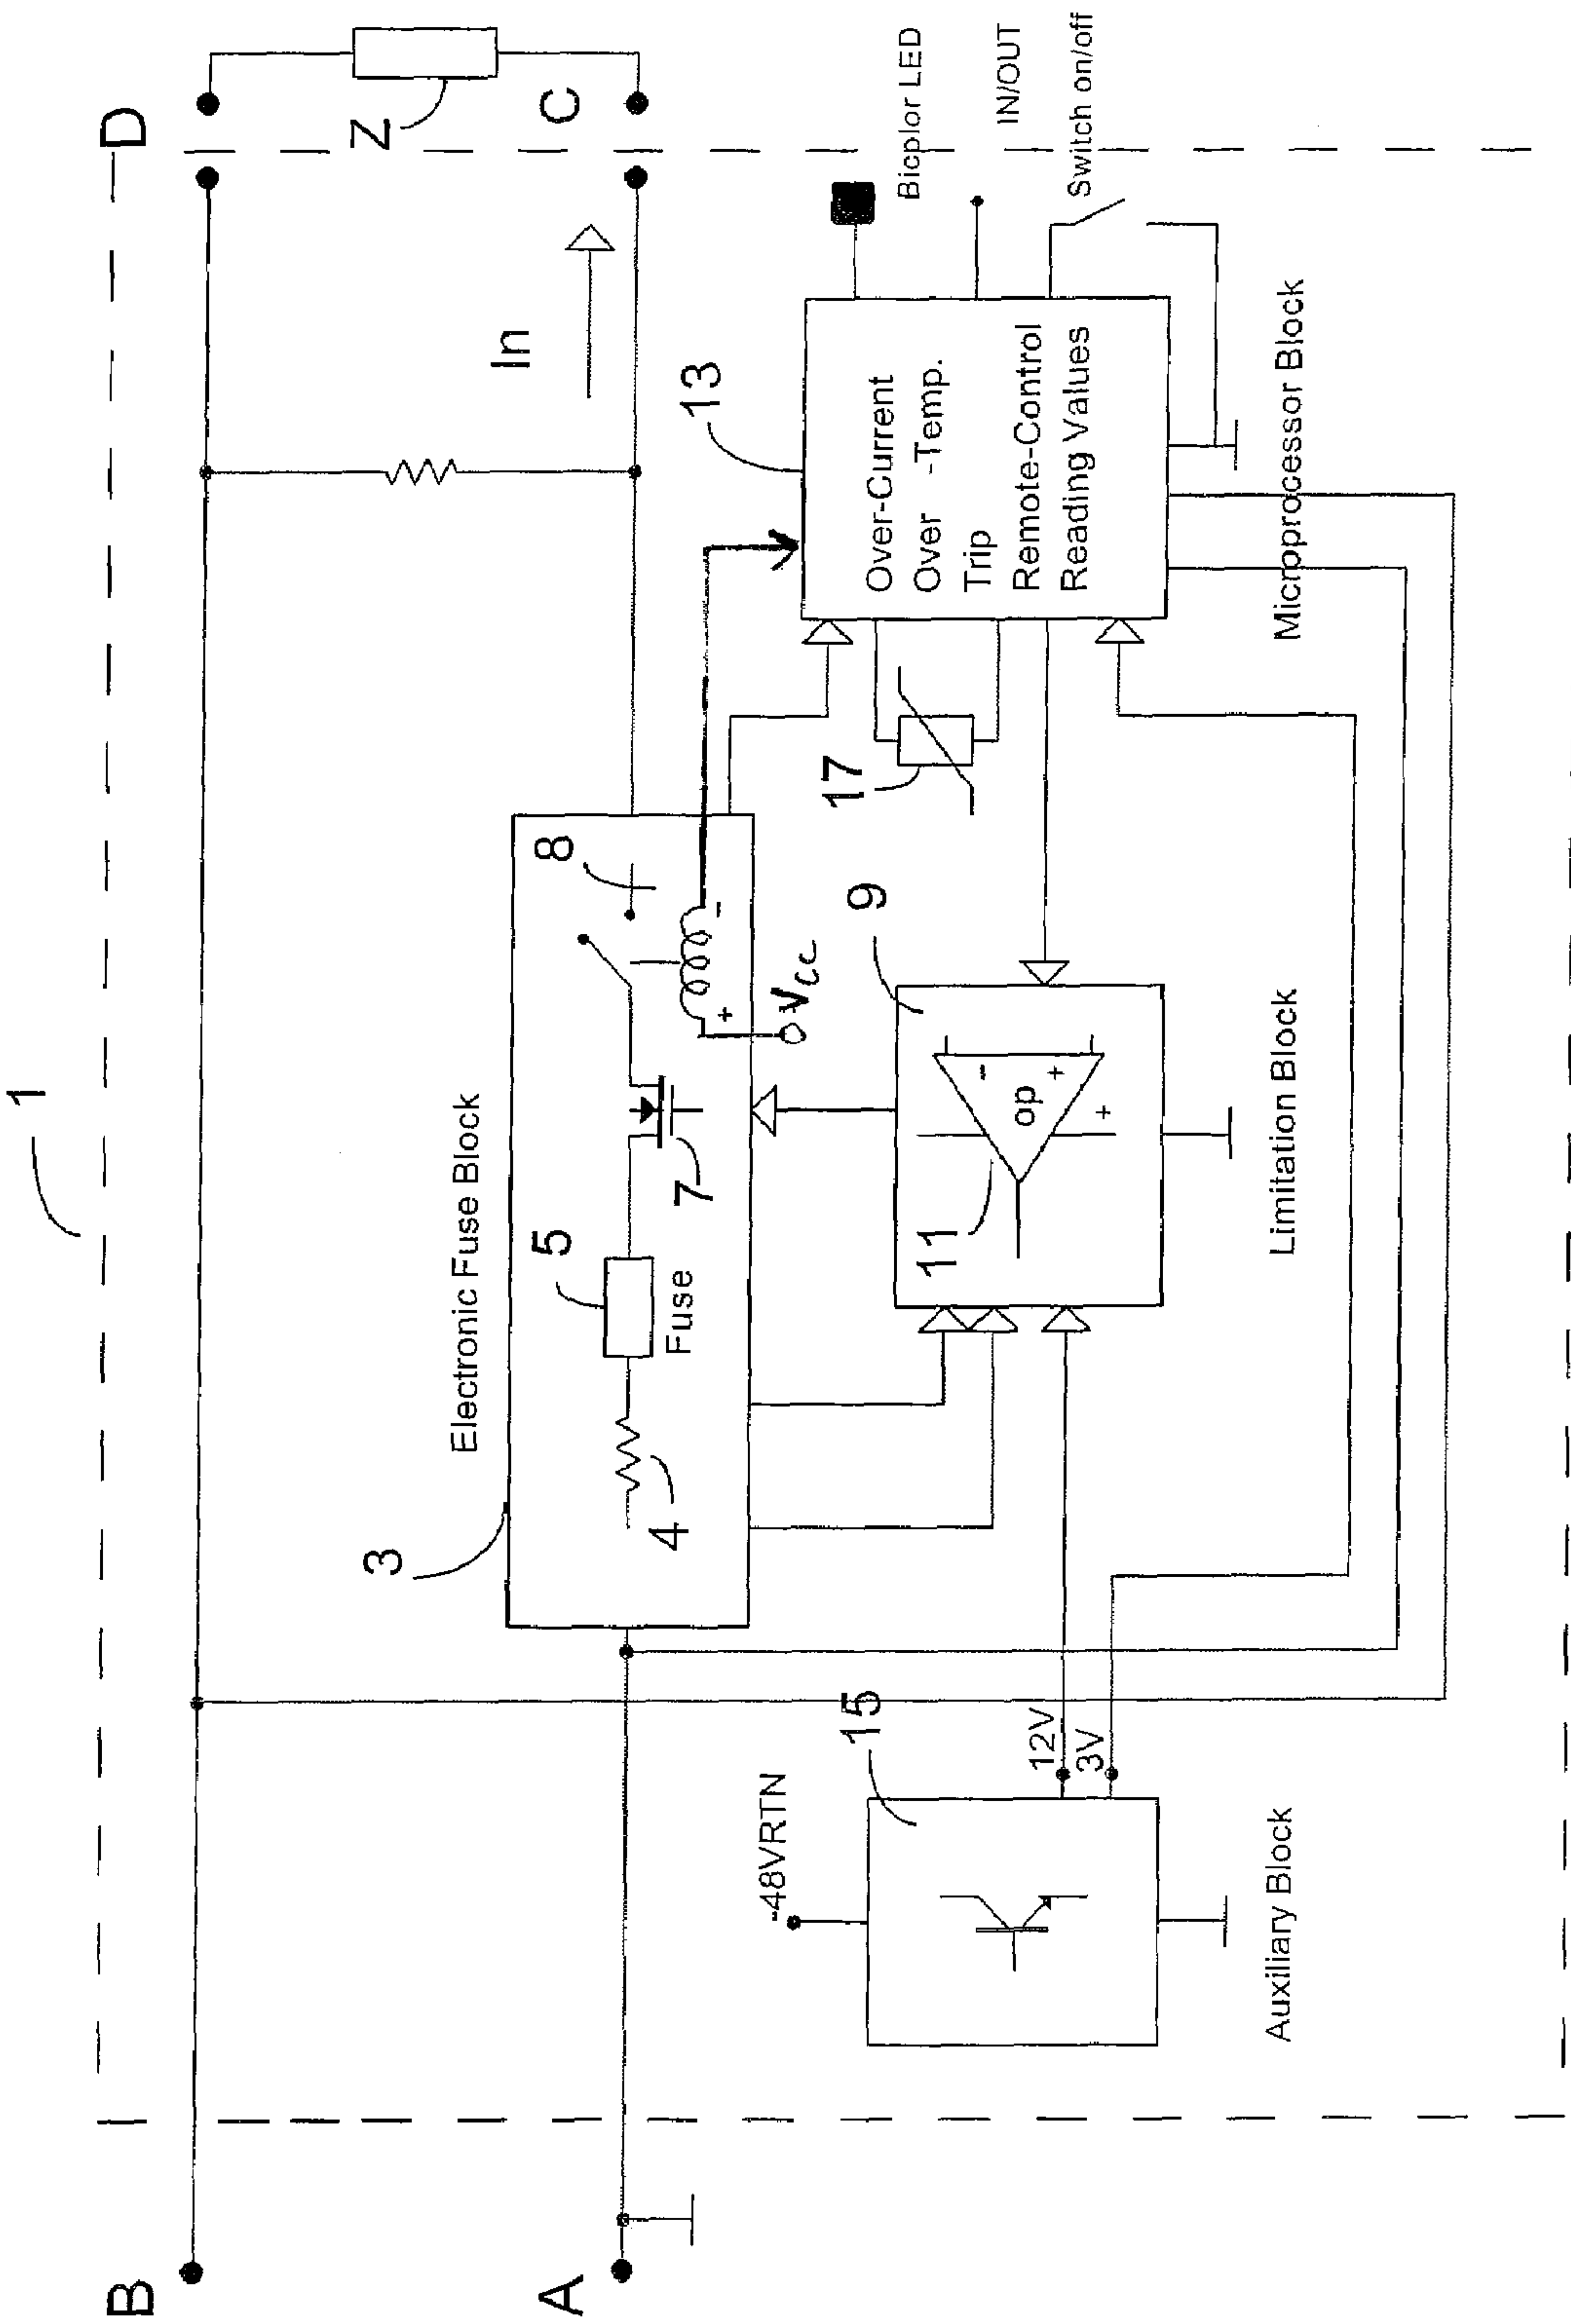 1
B
D
A
C
Z
In
Electronic Fuse Block
3
4
5
Fuse
7
8
+
-
Vcc
9
11
op
-
+
+
Limitation Block
13
Over-Current
Over -Temp.
Trip
Remote-Control
Reading Values
Microprocessor Block
17
Bicplor LED
IN/OUT
Switch on/off
15
-48VRTN
12V
3V
Auxiliary Block